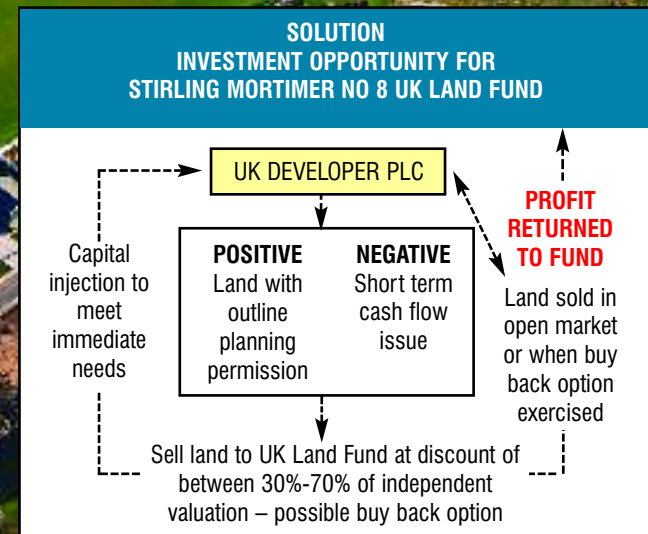 SOLUTION
INVESTMENT OPPORTUNITY FOR
STIRLING MORTIMER NO 8 UK LAND FUND
UK DEVELOPER PLC
Capital
injection to
meet
immediate
needs
POSITIVE
Land with
outline
planning
permission
NEGATIVE
Short term
cash flow
issue
PROFIT
RETURNED
TO FUND
Land sold in
open market
or when buy
back option
exercised
Sell land to UK Land Fund at discount of
between 30%-70% of independent
valuation – possible buy back option